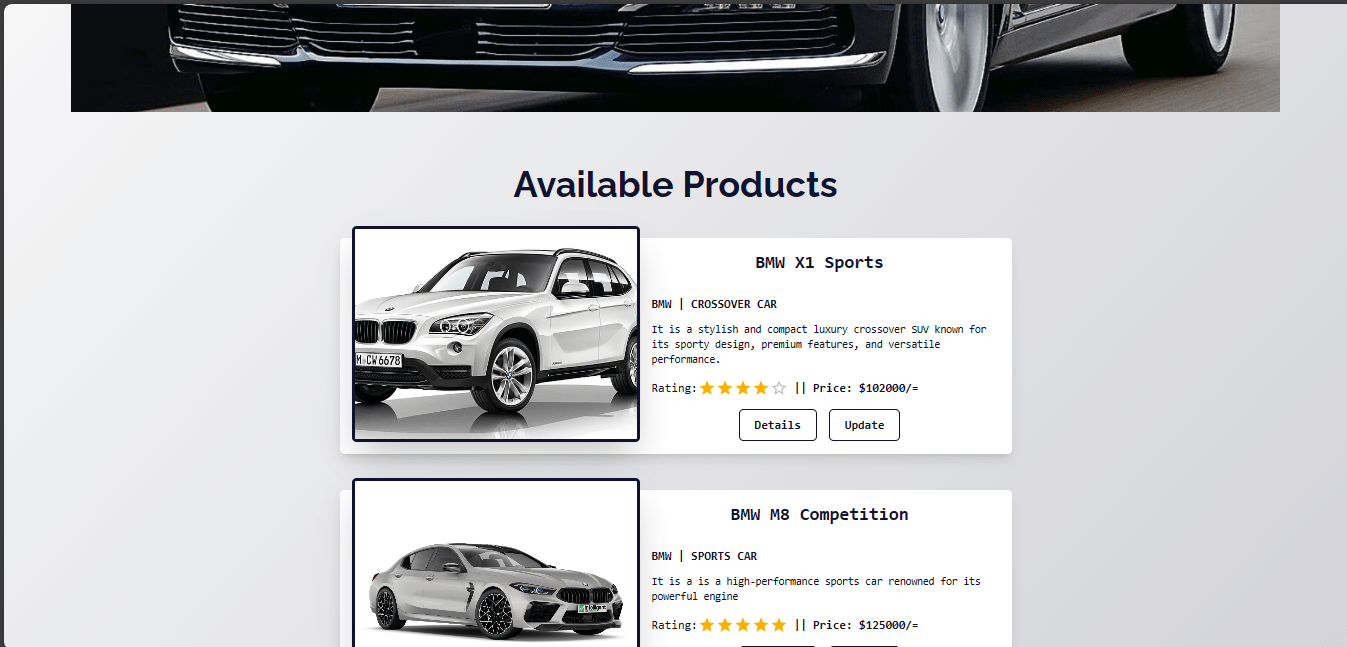 Available Products
BMW X1 Sports
BMW | CROSSOVER CAR
It is a stylish and compact luxury crossover SUV known for
its sporty design, premium features, and versatile
performance.
Rating: || Price: $102000/=
Details Update
M CW 6678
BMW M8 Competition
BMW | SPORTS CAR
It is a is a high-performance sports car renowned for its
powerful engine
Rating: || Price: $125000/=